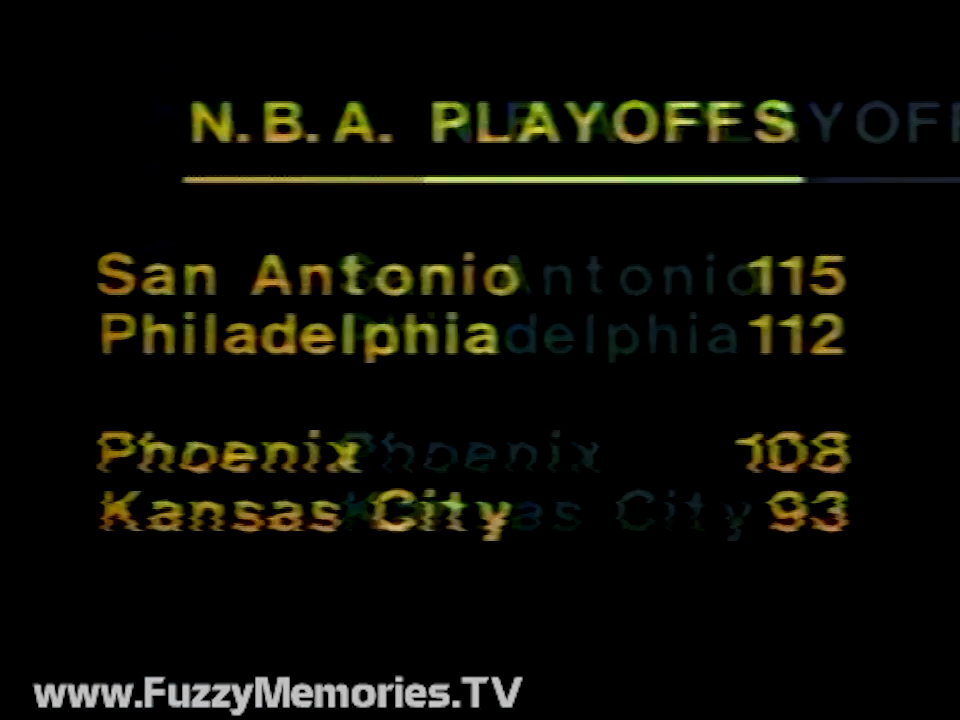 N.B.A. PLAYOFFS
San Antonio 115
Philadelphia 112
Phoenix 108
Kansas City 93
www.FuzzyMemories.TV